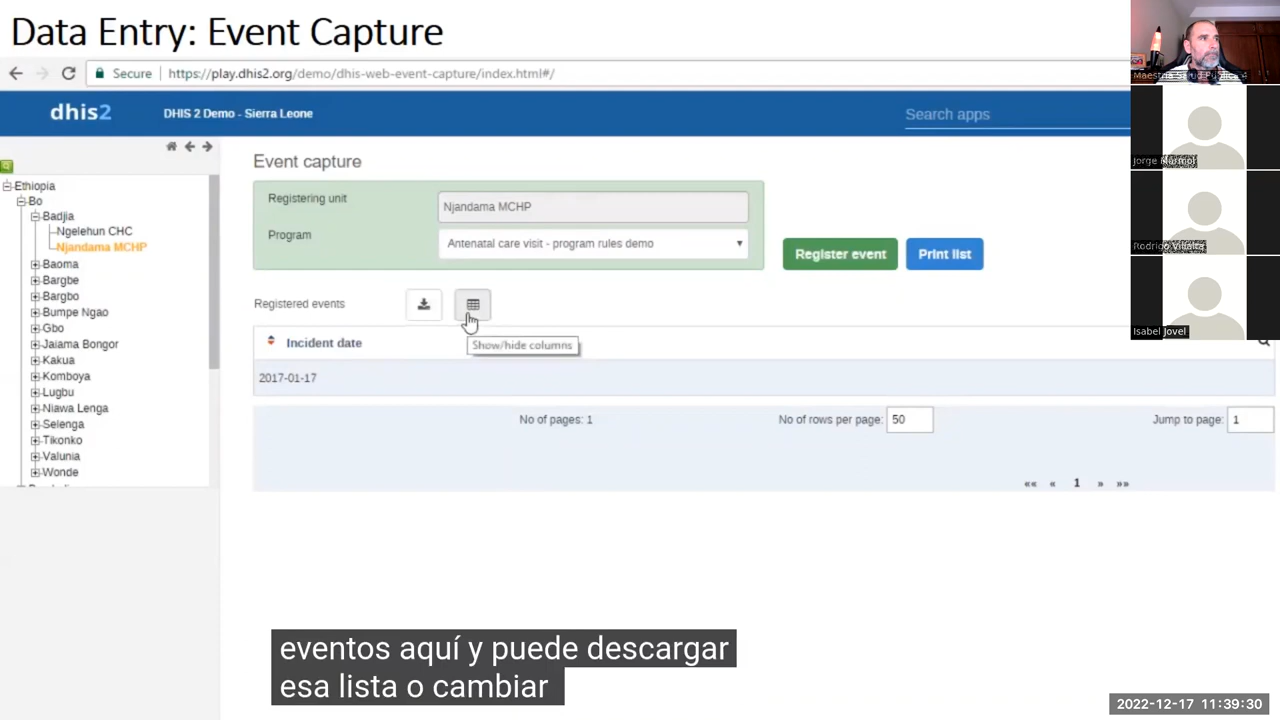 Data Entry: Event Capture
Secure https://play.dhis2.org/demo/dhis-web-event-capture/index.html#/
dhis2 DHIS 2 Demo - Sierra Leone Search apps
Ethiopia
Bo
Badjia
Ngelehun CHC
Njandama MCHP
Baoma
Bargbe
Bargbo
Bumpe Ngao
Gbo
Jaiama Bongor
Kakua
Komboya
Lugbu
Niawa Lenga
Selenga
Tikonko
Valunia
Wonde
Event capture
Registering unit Njandama MCHP
Program Antenatal care visit - program rules demo
Register event Print list
Registered events
Show/hide columns
Incident date
2017-01-17
No of pages: 1 No of rows per page: 50 Jump to page: 1
«« « 1 » »»
Jorge
Rodrigo
Isabel Jovel
eventos aquí y puede descargar
esa lista o cambiar
2022-12-17 11:39:30